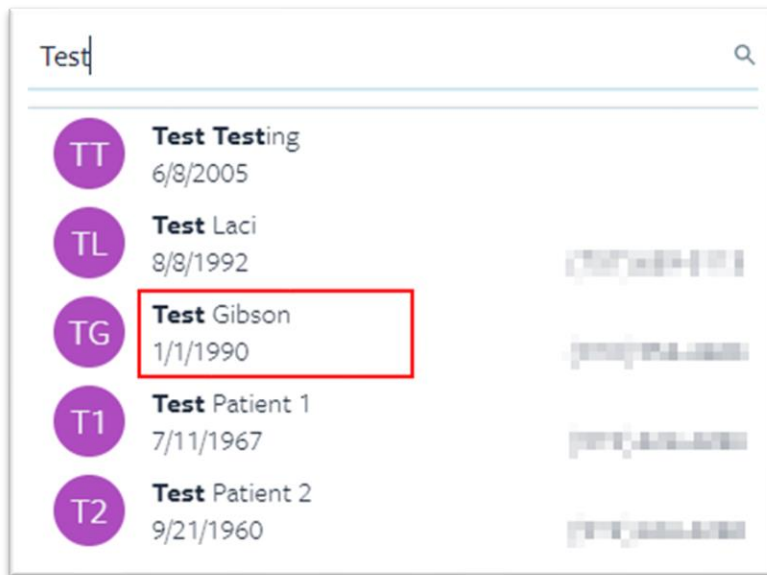 Test
TT
Test Testing
6/8/2005
TL
Test Laci
8/8/1992
TG
Test Gibson
1/1/1990
T1
Test Patient 1
7/11/1967
T2
Test Patient 2
9/21/1960